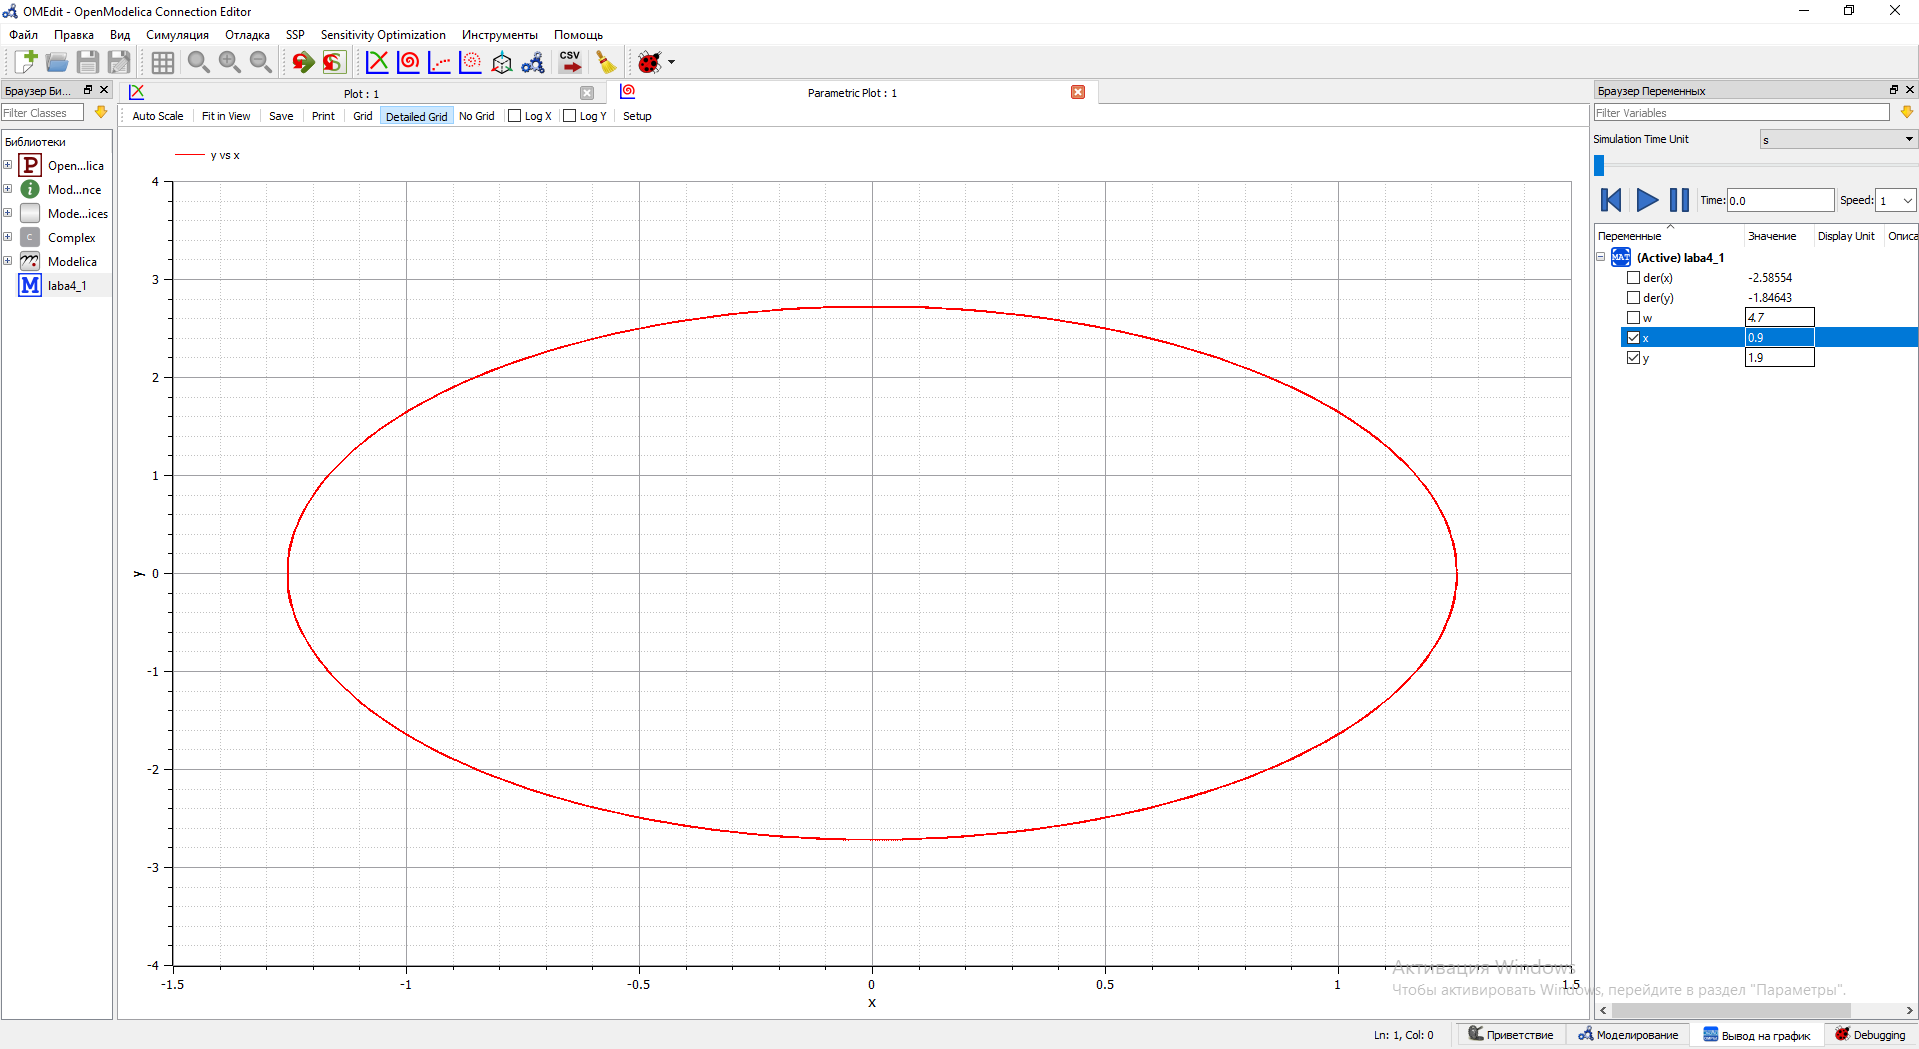 OMEdit - OpenModelica Connection Editor
Файл Правка Вид Симуляция Отладка SSP Sensitivity Optimization Инструменты Помощь
CSV
Браузер Би...
Filter Classes
Библиотеки
P Open...lica
i Mod...nce
Mode...ices
C Complex
Modelica
M laba4_1
Plot : 1
Parametric Plot : 1
Auto Scale Fit in View Save Print Grid Detailed Grid No Grid Log X Log Y Setup
y vs x
4
3
2
1
0
-1
-2
-3
-4
y
-1.5 -1 -0.5 0 0.5 1 1.5
x
Браузер Переменных
Filter Variables
Simulation Time Unit s
Time: 0.0 Speed: 1
Переменные Значение Display Unit Описа
MAT (Active) laba4_1
der(x) -2.58554
der(y) -1.84643
w 4.7
x 0.9
y 1.9
Активация Windows
Чтобы активировать Windows, перейдите в раздел "Параметры".
Ln: 1, Col: 0 Приветствие Моделирование Вывод на график Debugging